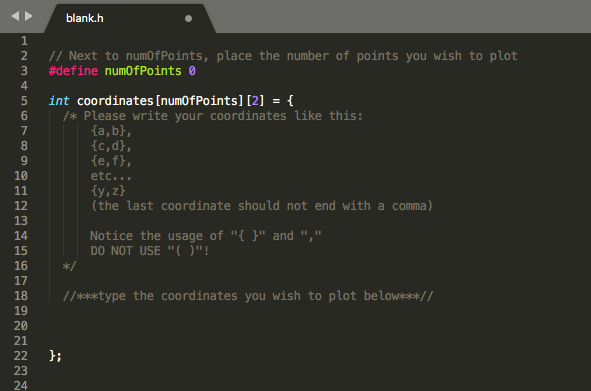 blank.h
1
2 // Next to numOfPoints, place the number of points you wish to plot
3 #define numOfPoints 0
4
5 int coordinates[numOfPoints][2] = {
6 /* Please write your coordinates like this:
7 {a,b},
8 {c,d},
9 {e,f},
10 etc...
11 {y,z}
12 (the last coordinate should not end with a comma)
13
14 Notice the usage of "{ }" and ","
15 DO NOT USE "( )"!
16 */
17
18 //***type the coordinates you wish to plot below***//
19
20
21
22 };
23
24